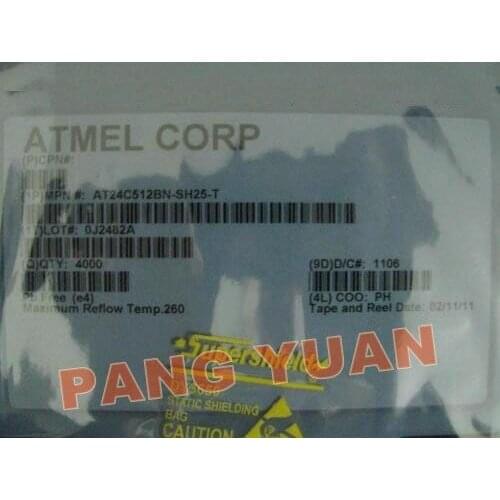 ATMEL CORP
(P)CPN#:
(1P)MPN #: AT24C512BN-SH25-T
(1T)LOT#: 0J2482A
(Q)QTY: 4000
(9D)D/C#: 1106
Pb Free (e4)
(4L) COO: PH
Maximum Reflow Temp.260
Tape and Reel Date: 02/11/11
Supershield
PANG YUAN
STATIC SHIELDING
BAG
CAUTION